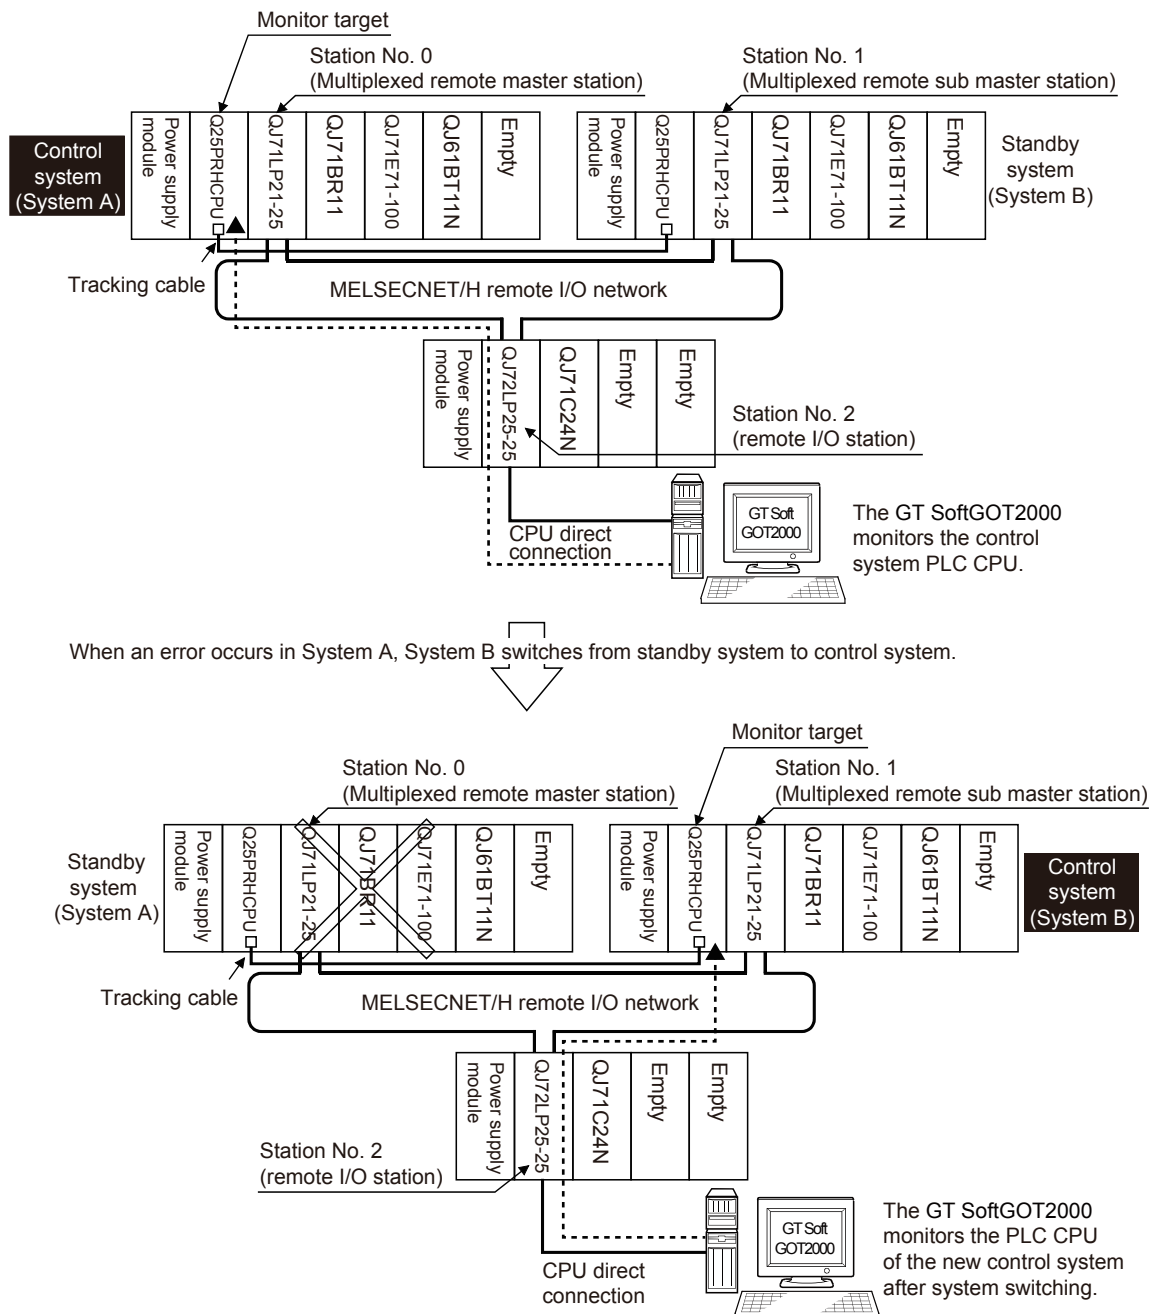 Monitor target
Station No. 0
(Multiplexed remote master station)
Station No. 1
(Multiplexed remote sub master station)
Control
system
(System A)
Power supply
module
Q25PRHCPU
QJ71LP21-25
QJ71BR11
QJ71E71-100
QJ61BT11N
Empty
Power supply
module
Q25PRHCPU
QJ71LP21-25
QJ71BR11
QJ71E71-100
QJ61BT11N
Empty
Standby
system
(System B)
Tracking cable
MELSECNET/H remote I/O network
Power supply
module
QJ72LP25-25
QJ71C24N
Empty
Empty
Station No. 2
(remote I/O station)
CPU direct
connection
GT Soft
GOT2000
The GT SoftGOT2000
monitors the control
system PLC CPU.
When an error occurs in System A, System B switches from standby system to control system.
Monitor target
Station No. 0
(Multiplexed remote master station)
Station No. 1
(Multiplexed remote sub master station)
Standby
system
(System A)
Power supply
module
Q25PRHCPU
QJ71LP21-25
QJ71BR11
QJ71E71-100
QJ61BT11N
Empty
Power supply
module
Q25PRHCPU
QJ71LP21-25
QJ71BR11
QJ71E71-100
QJ61BT11N
Empty
Control
system
(System B)
Tracking cable
MELSECNET/H remote I/O network
Power supply
module
QJ72LP25-25
QJ71C24N
Empty
Empty
Station No. 2
(remote I/O station)
CPU direct
connection
GT Soft
GOT2000
The GT SoftGOT2000
monitors the PLC CPU
of the new control system
after system switching.